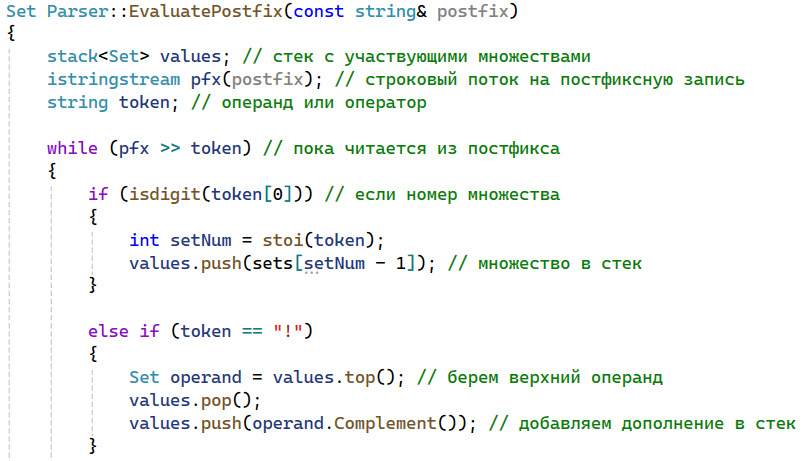 Set Parser::EvaluatePostfix(const string& postfix)
{
stack<Set> values; // стек с участвующими множествами
istringstream pfx(postfix); // строковый поток на постфиксную запись
string token; // операнд или оператор
while (pfx >> token) // пока читается из постфикса
{
if (isdigit(token[0])) // если номер множества
{
int setNum = stoi(token);
values.push(sets[setNum - 1]); // множество в стек
}
else if (token == "!")
{
Set operand = values.top(); // берем верхний операнд
values.pop();
values.push(operand.Complement()); // добавляем дополнение в стек
}